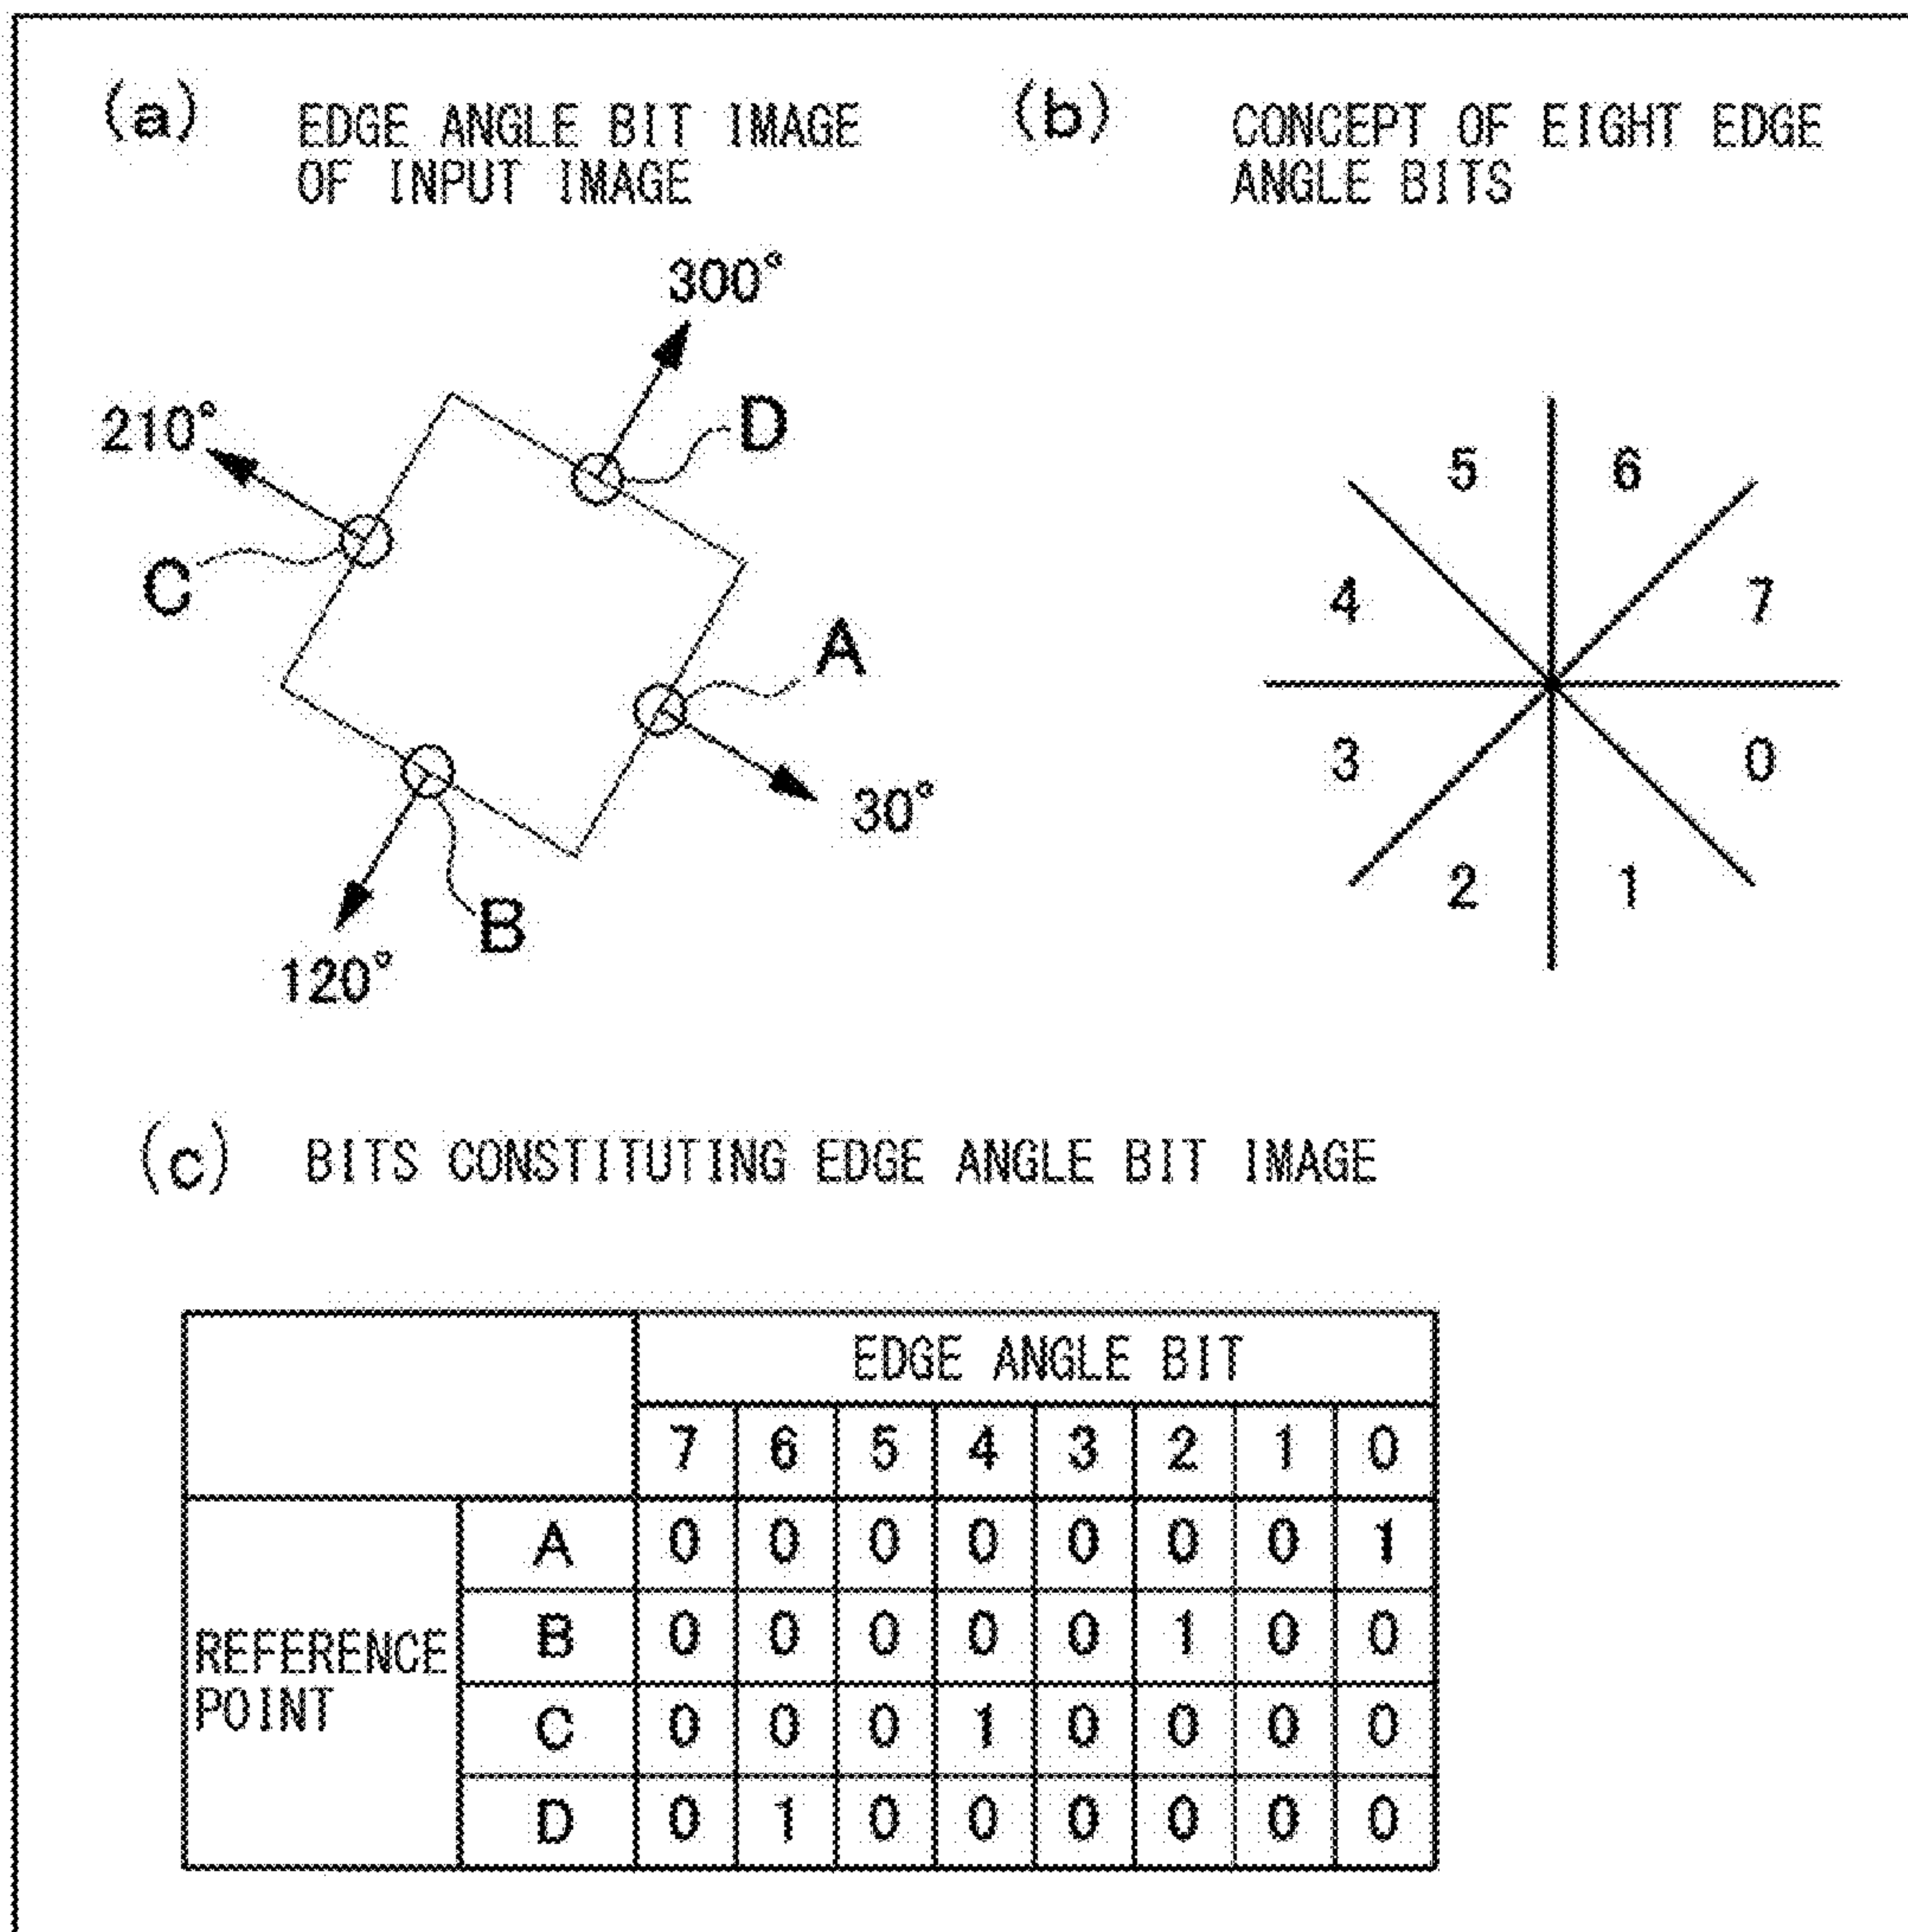 (a) EDGE ANGLE BIT IMAGE
OF INPUT IMAGE
(b) CONCEPT OF EIGHT EDGE
ANGLE BITS
300°
210°
D
C
A
30°
B
120°
5 6
4 7
3 0
2 1
(c) BITS CONSTITUTING EDGE ANGLE BIT IMAGE
EDGE ANGLE BIT
7 6 5 4 3 2 1 0
A 0 0 0 0 0 0 0 1
B 0 0 0 0 0 1 0 0
REFERENCE
POINT
C 0 0 0 1 0 0 0 0
D 0 1 0 0 0 0 0 0